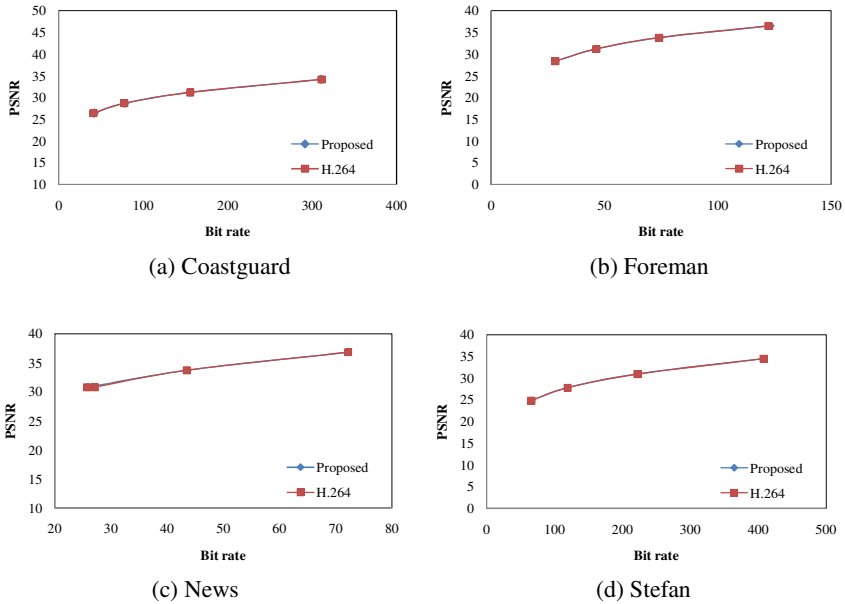 50
45
40
35
30
25
20
15
10
PSNR
0 100 200 300 400
Bit rate
Proposed
H.264
(a) Coastguard
40
35
30
25
20
15
10
5
0
PSNR
0 50 100 150
Bit rate
Proposed
H.264
(b) Foreman
40
35
30
25
20
15
10
PSNR
20 30 40 50 60 70 80
Bit rate
Proposed
H.264
(c) News
40
35
30
25
20
15
10
5
0
PSNR
0 100 200 300 400 500
Bit rate
Proposed
H.264
(d) Stefan